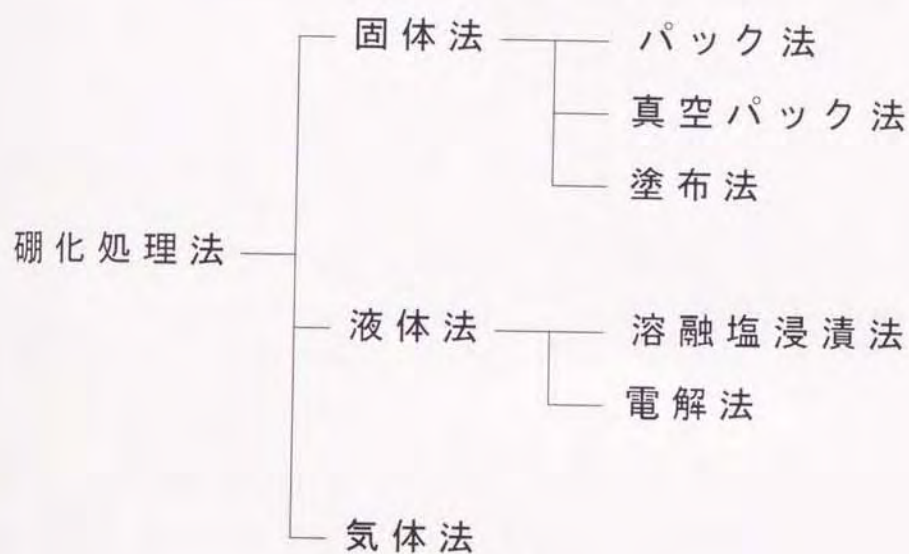 固体法
パック法
真空パック法
塗布法
硼化処理法
液体法
溶融塩浸漬法
電解法
気体法